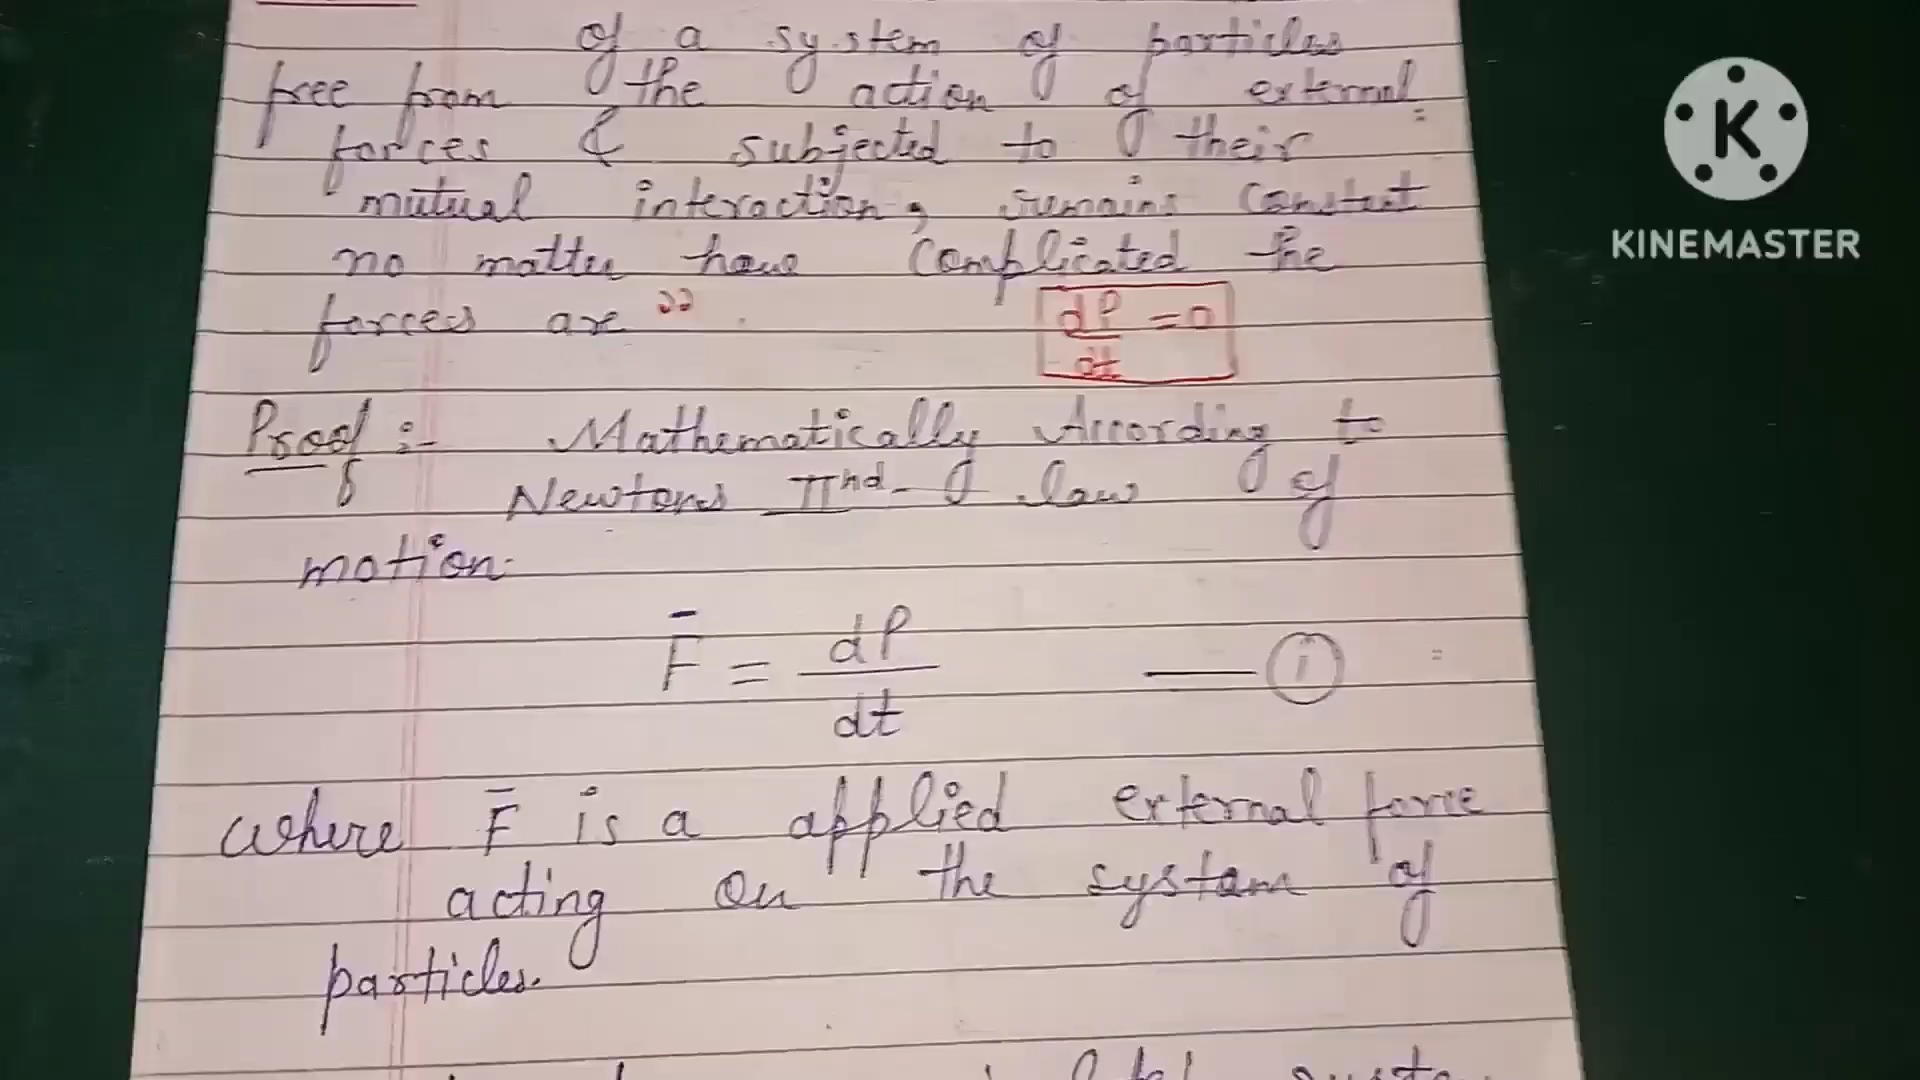 of a system of particles
free from the action of external
forces & subjected to their
mutual interaction, remains constant
no matter how complicated the
forces are"
dP/dt = 0
Proof :- Mathematically According to
Newtons IInd law of
motion.
F̄ = dP/dt — (i)
where F̄ is a applied external force
acting on the system of
particles.
K
KINEMASTER